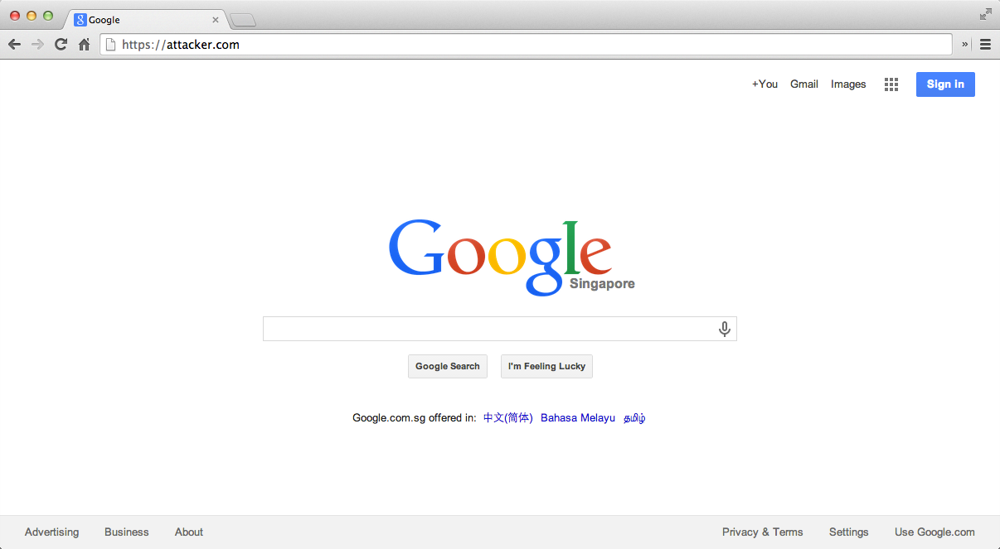 Google
https://attacker.com
+You Gmail Images Sign in
Google
Singapore
Google Search I'm Feeling Lucky
Google.com.sg offered in: 中文(简体) Bahasa Melayu தமிழ்
Advertising Business About Privacy & Terms Settings Use Google.com